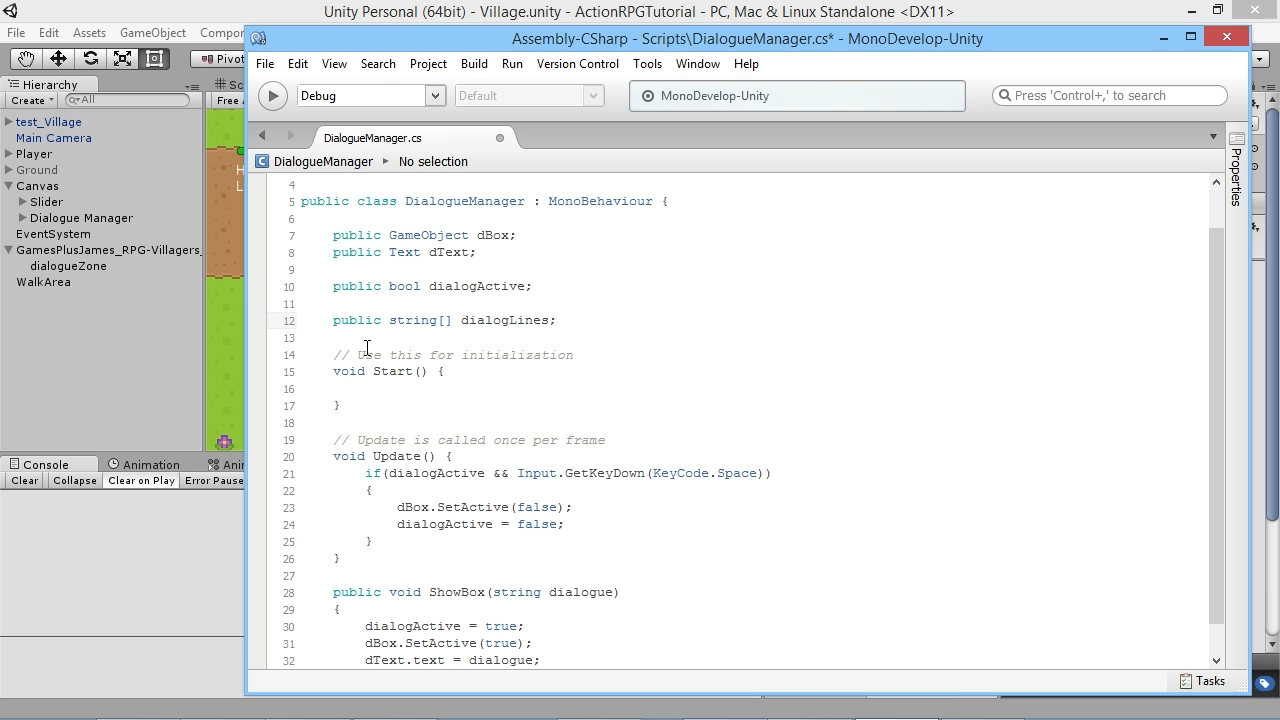 Unity Personal (64bit) - Village.unity - ActionRPGTutorial - PC, Mac & Linux Standalone <DX11>
File Edit Assets GameObject Compor
Assembly-CSharp - Scripts\DialogueManager.cs* - MonoDevelop-Unity
File Edit View Search Project Build Run Version Control Tools Window Help
Pivot
Debug
Default
MonoDevelop-Unity
Press 'Control+,' to search
Hierarchy
Create
All
Free
test_Village
Main Camera
Player
Ground
Canvas
Slider
Dialogue Manager
EventSystem
GamesPlusJames_RPG-Villagers_
dialogueZone
WalkArea
Console
Animation
Clear Collapse Clear on Play Error Pause
DialogueManager.cs
DialogueManager
No selection
Properties
4
5 public class DialogueManager : MonoBehaviour {
6
7 public GameObject dBox;
8 public Text dText;
9
10 public bool dialogActive;
11
12 public string[] dialogLines;
13
14 // Use this for initialization
15 void Start() {
16
17 }
18
19 // Update is called once per frame
20 void Update() {
21 if(dialogActive && Input.GetKeyDown(KeyCode.Space))
22 {
23 dBox.SetActive(false);
24 dialogActive = false;
25 }
26 }
27
28 public void ShowBox(string dialogue)
29 {
30 dialogActive = true;
31 dBox.SetActive(true);
32 dText.text = dialogue;
Tasks